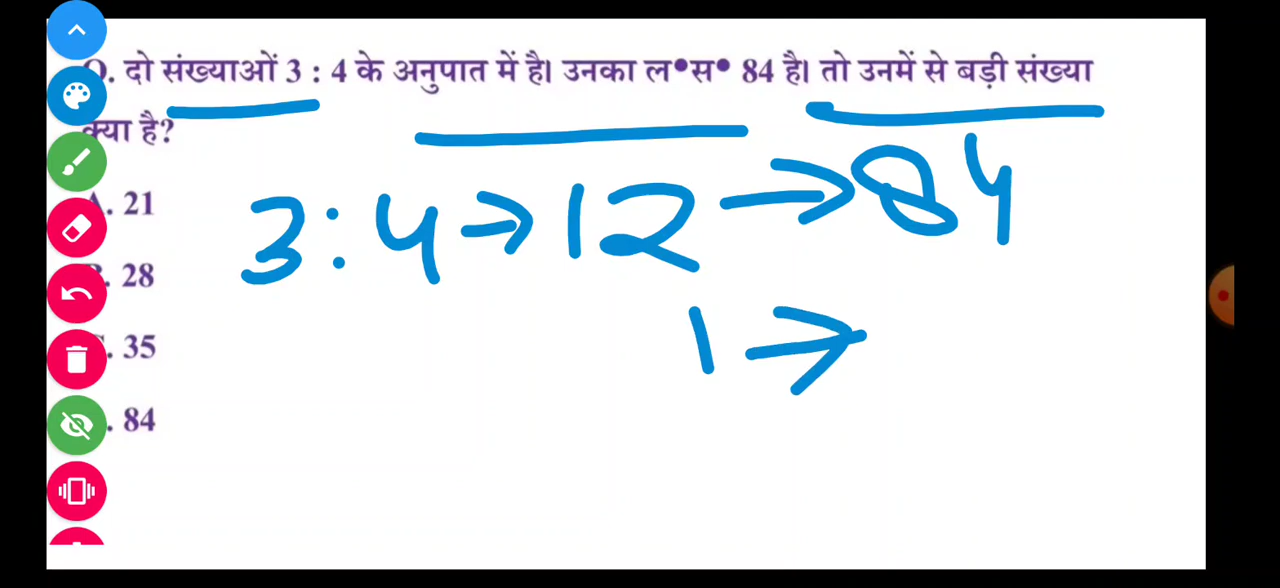 Q. दो संख्याओं 3 : 4 के अनुपात में है। उनका ल•स• 84 है। तो उनमें से बड़ी संख्या
क्या है?
3 : 4 → 12 → 84
A. 21
B. 28
1 →
C. 35
. 84